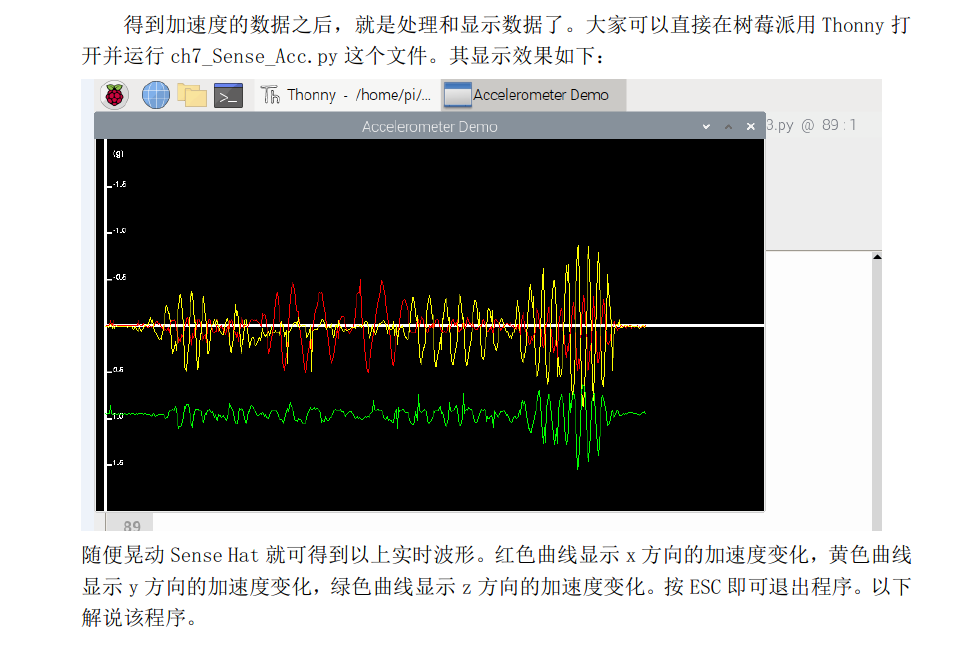 得到加速度的数据之后，就是处理和显示数据了。大家可以直接在树莓派用 Thonny 打
开并运行 ch7_Sense_Acc.py 这个文件。其显示效果如下：
Thonny - /home/pi/...
Accelerometer Demo
Accelerometer Demo
3.py @ 89 : 1
(g)
-1.5
-1.0
-0.5
0.5
1.0
1.5
89
随便晃动 Sense Hat 就可得到以上实时波形。红色曲线显示 x 方向的加速度变化，黄色曲线
显示 y 方向的加速度变化，绿色曲线显示 z 方向的加速度变化。按 ESC 即可退出程序。以下
解说该程序。